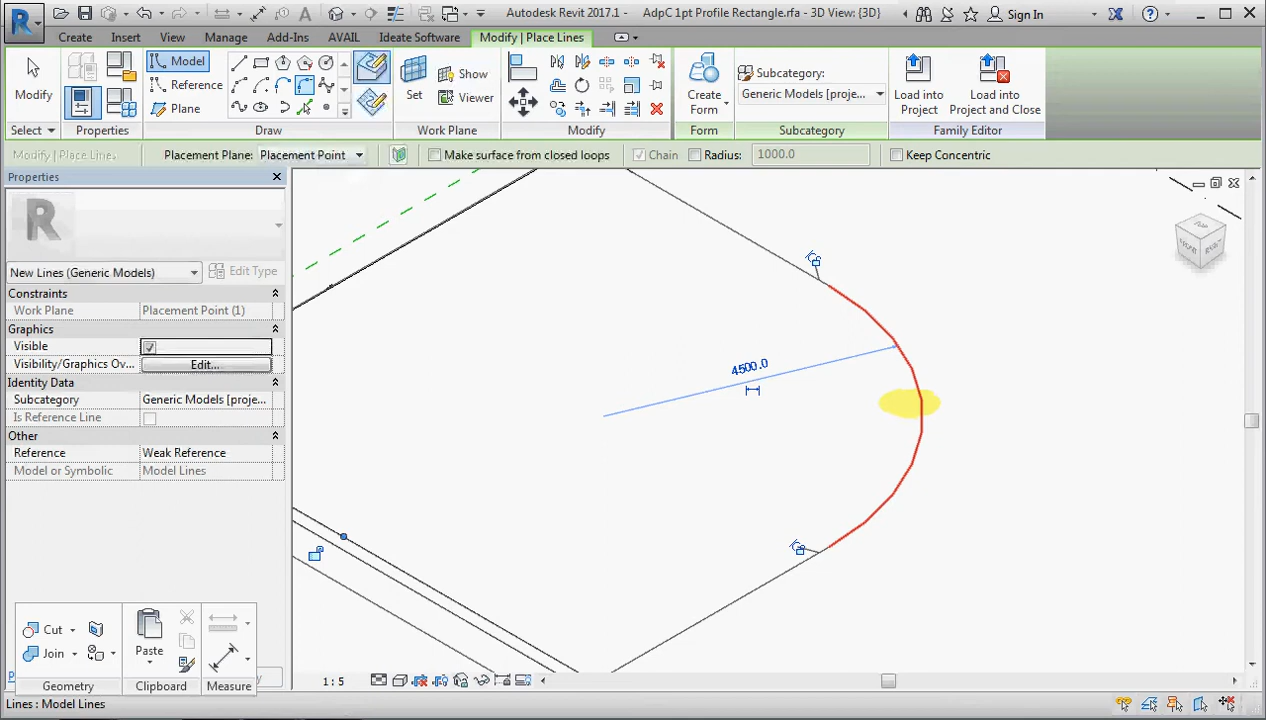 Autodesk Revit 2017.1 - AdpC 1pt Profile Rectangle.rfa - 3D View: {3D}
Sign In
Create Insert View Manage Add-Ins AVAIL Ideate Software Modify | Place Lines
Modify
Model
Reference
Plane
Set
Show
Viewer
Create Form
Subcategory:
Generic Models [proje...
Load into Project
Load into Project and Close
Select Properties Draw Work Plane Modify Form Subcategory Family Editor
Modify | Place Lines Placement Plane: Placement Point Make surface from closed loops Chain Radius: 1000.0 Keep Concentric
Properties
New Lines (Generic Models) Edit Type
Constraints
Work Plane Placement Point (1)
Graphics
Visible
Visibility/Graphics Ov... Edit...
Identity Data
Subcategory Generic Models [proje...
Is Reference Line
Other
Reference Weak Reference
Model or Symbolic Model Lines
4500.0
FRONT
Cut
Join
Paste
Geometry Clipboard Measure
1 : 5
Lines : Model Lines